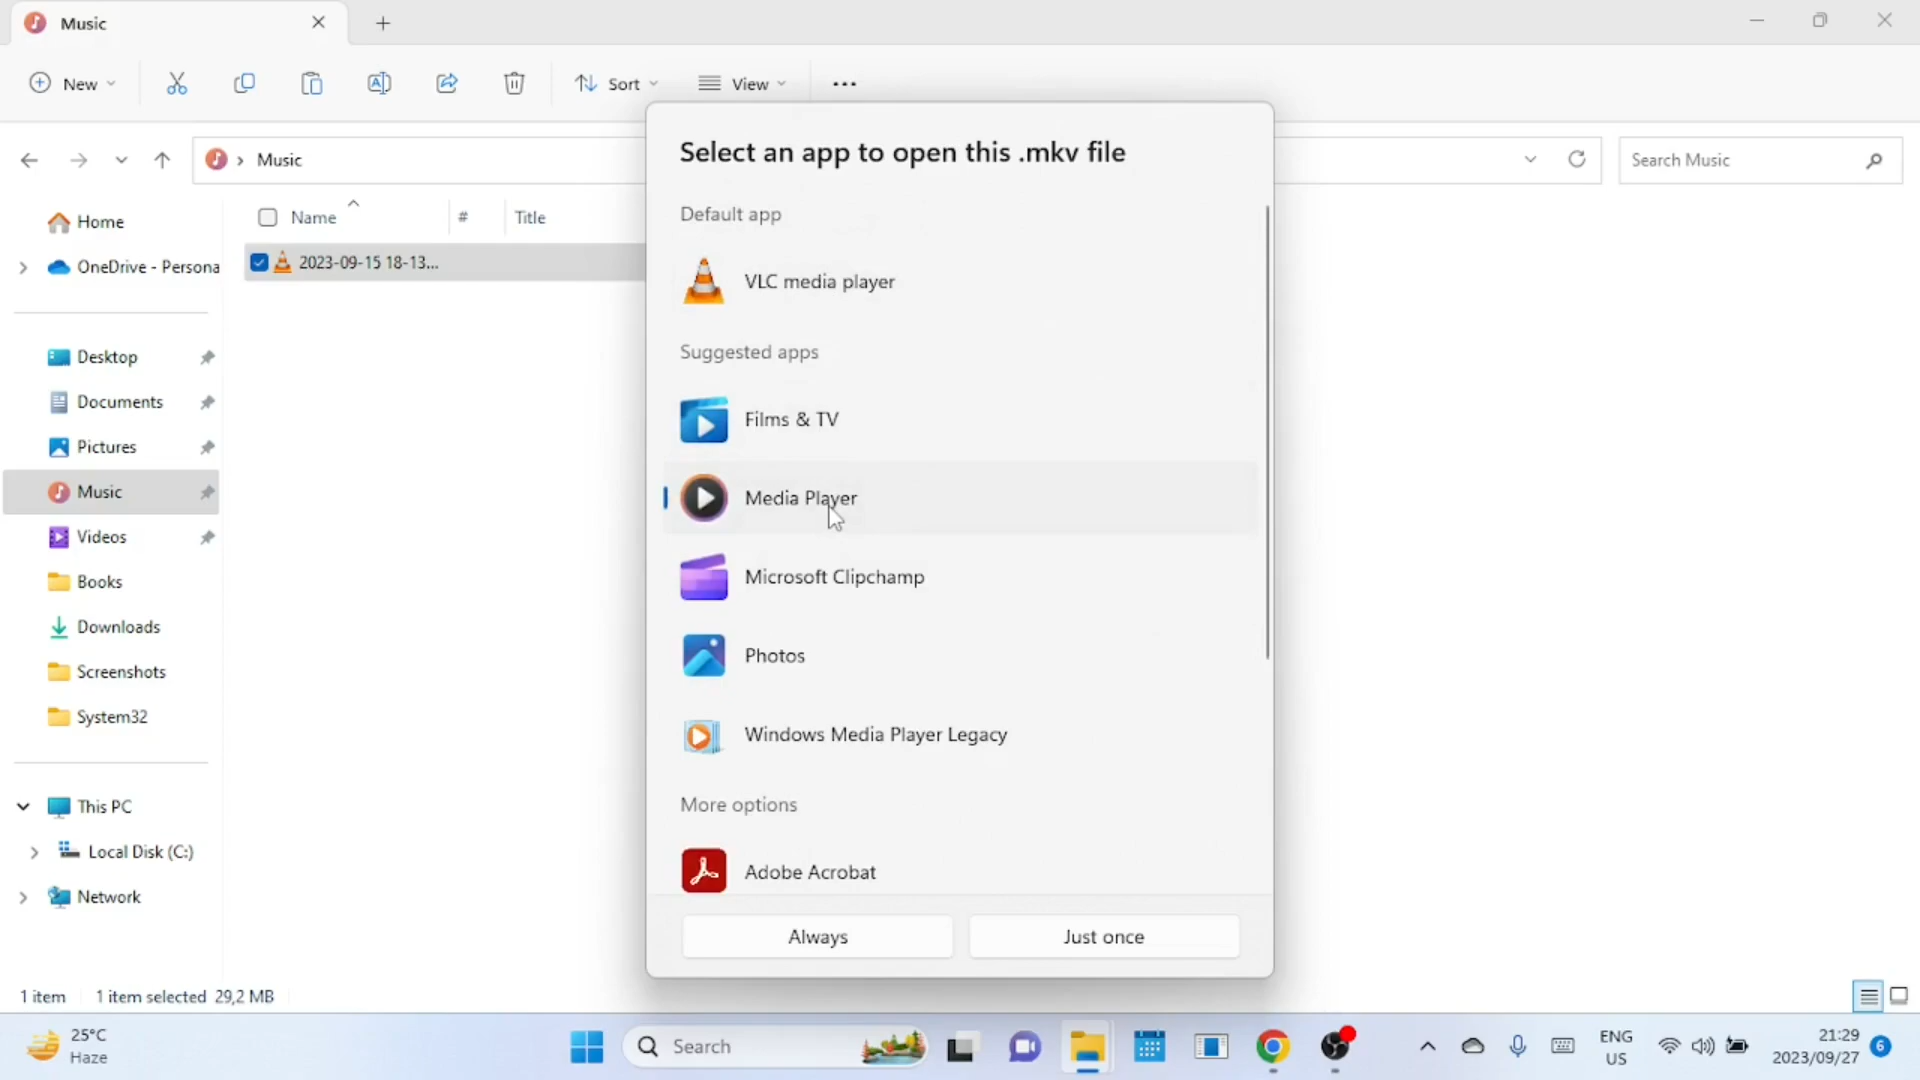 Music
New
Sort
View
Music
Search Music
Name
#
Title
2023-09-15 18-13...
Home
OneDrive - Persona
Desktop
Documents
Pictures
Music
Videos
Books
Downloads
Screenshots
System32
This PC
Local Disk (C:)
Network
Select an app to open this .mkv file
Default app
VLC media player
Suggested apps
Films & TV
Media Player
Microsoft Clipchamp
Photos
Windows Media Player Legacy
More options
Adobe Acrobat
Always
Just once
1 item
1 item selected 29,2 MB
25°C
Haze
Search
ENG
US
21:29
2023/09/27
6